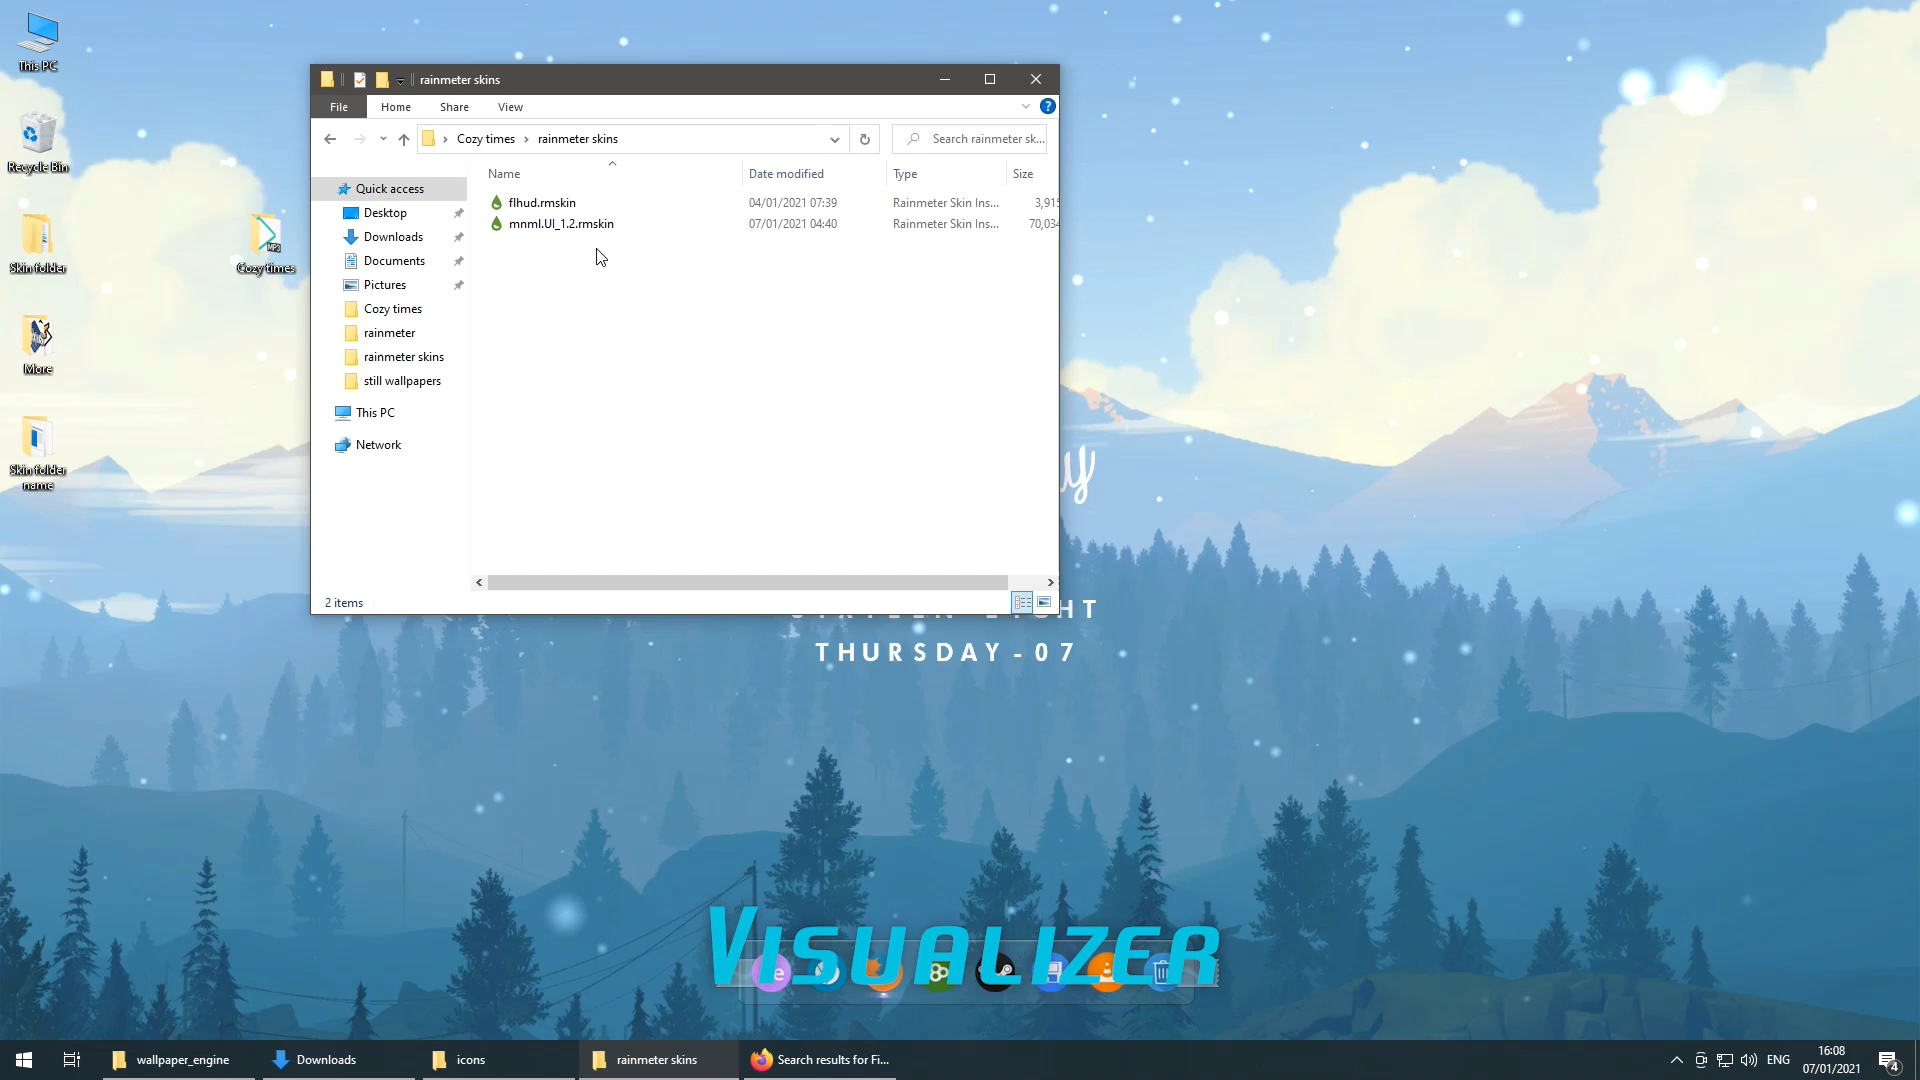 This PC
Recycle Bin
Skin folder
More
Skin folder
name
Cozy times
MP3
rainmeter skins
File
Home
Share
View
?
Cozy times
rainmeter skins
Search rainmeter sk...
Name
Date modified
Type
Size
flhud.rmskin
04/01/2021 07:39
Rainmeter Skin Ins...
3,915
mnml.UI_1.2.rmskin
07/01/2021 04:40
Rainmeter Skin Ins...
70,034
Quick access
Desktop
Downloads
Documents
Pictures
Cozy times
rainmeter
rainmeter skins
still wallpapers
This PC
Network
2 items
y
HT
THURSDAY-07
VISUALIZER
wallpaper_engine
Downloads
icons
rainmeter skins
Search results for Fi...
ENG
16:08
07/01/2021
4